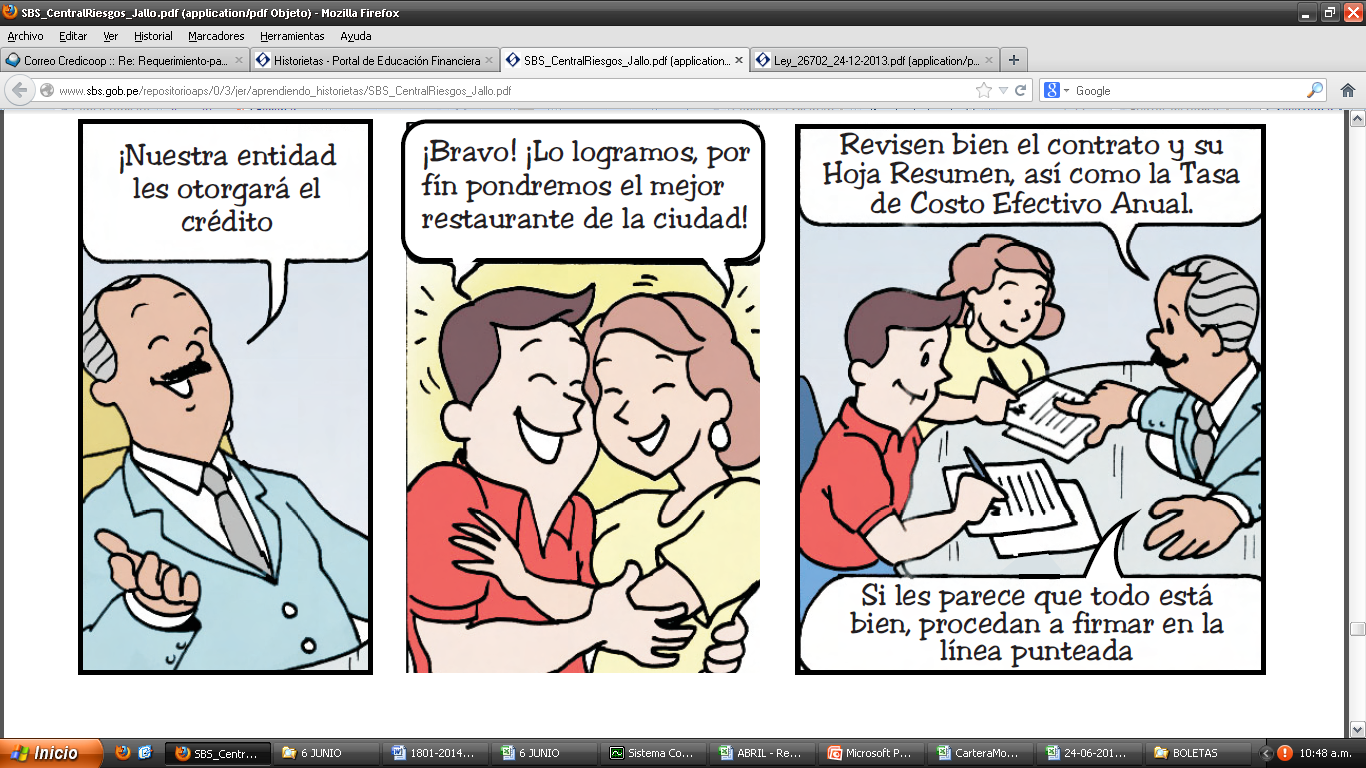 SBS_CentralRiesgos_Jallo.pdf (application/pdf Objeto) - Mozilla Firefox
Archivo Editar Ver Historial Marcadores Herramientas Ayuda
Correo Credicoop :: Re: Requerimiento-pa...
Historietas - Portal de Educación Financiera
SBS_CentralRiesgos_Jallo.pdf (application...
Ley_26702_24-12-2013.pdf (application/p...
www.sbs.gob.pe/repositorioaps/0/3/jer/aprendiendo_historietas/SBS_CentralRiesgos_Jallo.pdf
Google
¡Nuestra entidad
les otorgará el
crédito
¡Bravo! ¡Lo logramos, por
fín pondremos el mejor
restaurante de la ciudad!
Revisen bien el contrato y su
Hoja Resumen, así como la Tasa
de Costo Efectivo Anual.
Si les parece que todo está
bien, procedan a firmar en la
línea punteada
Inicio
SBS_Centr...
6 JUNIO
1801-2014...
6 JUNIO
Sistema Co...
ABRIL - Re...
Microsoft P...
CarteraMo...
24-06-201...
BOLETAS
10:48 a.m.